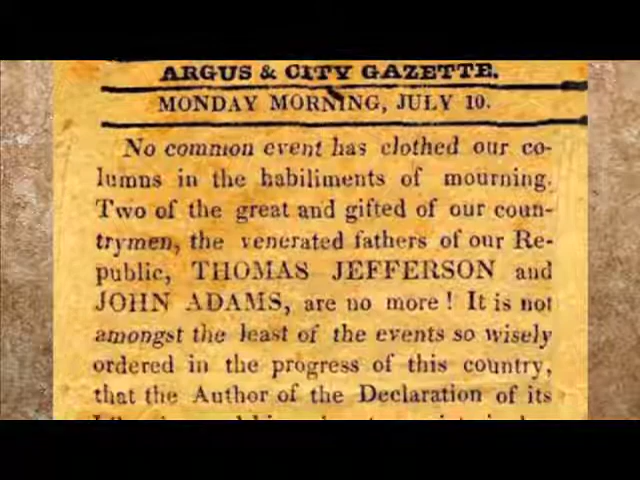 ARGUS & CITY GAZETTE.
MONDAY MORNING, JULY 10.
No common event has clothed our co-
lumns in the habiliments of mourning.
Two of the great and gifted of our coun-
trymen, the venerated fathers of our Re-
public, THOMAS JEFFERSON and
JOHN ADAMS, are no more! It is not
amongst the least of the events so wisely
ordered in the progress of this country,
that the Author of the Declaration of its